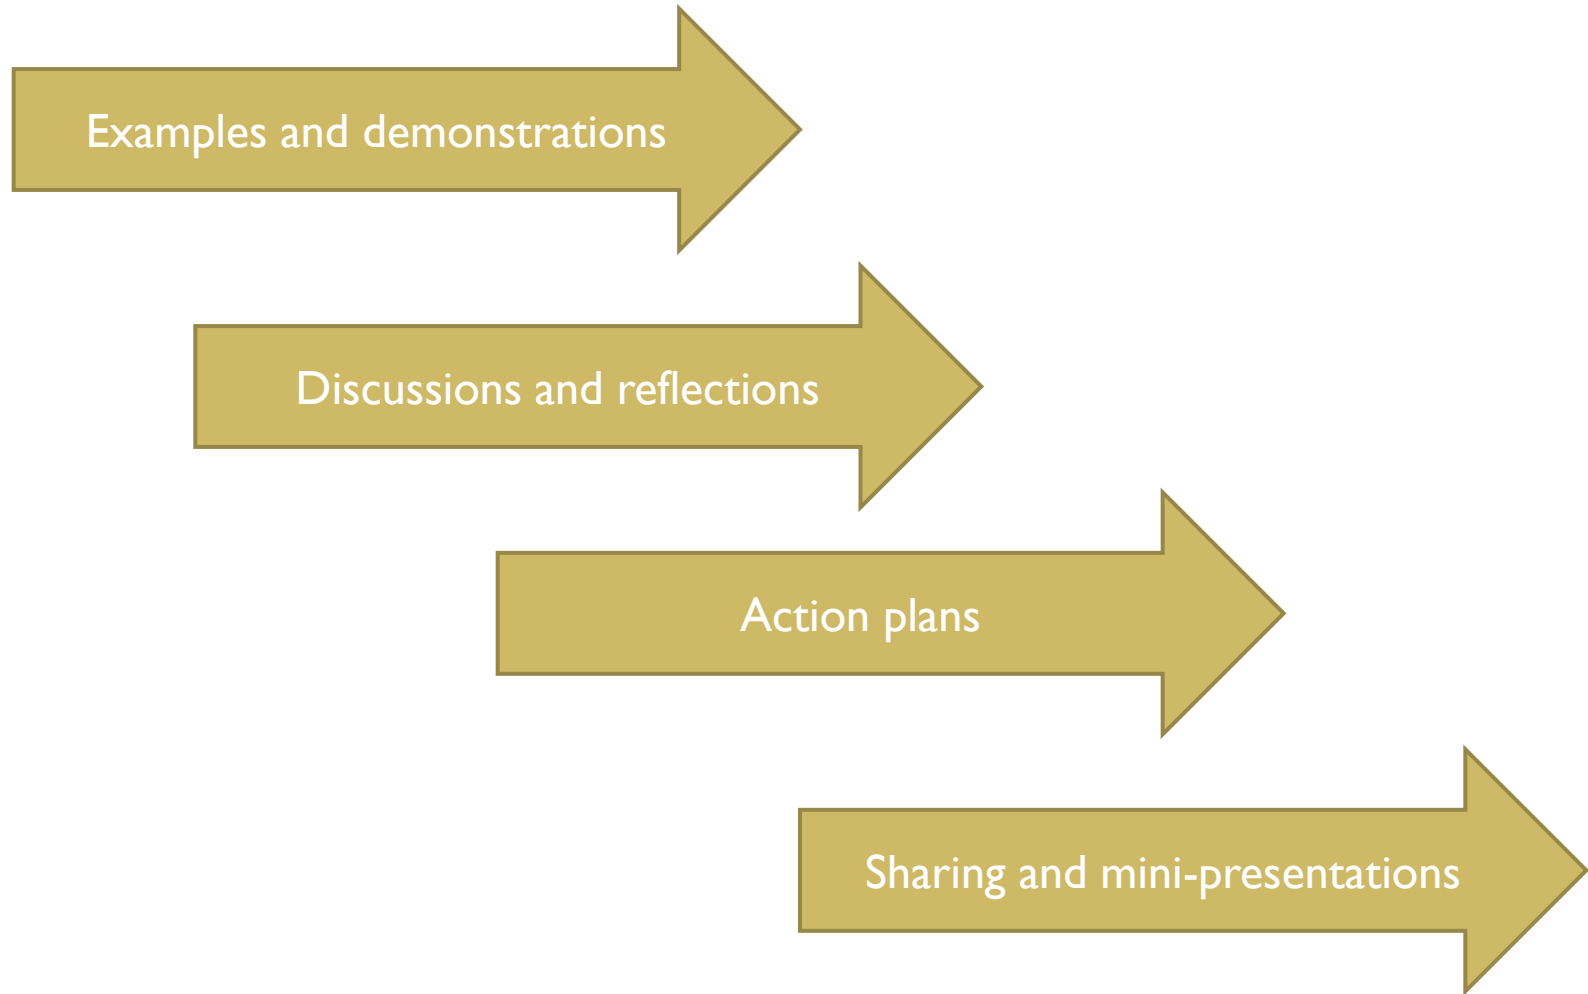 Examples and demonstrations
Discussions and reflections
Action plans
Sharing and mini-presentations